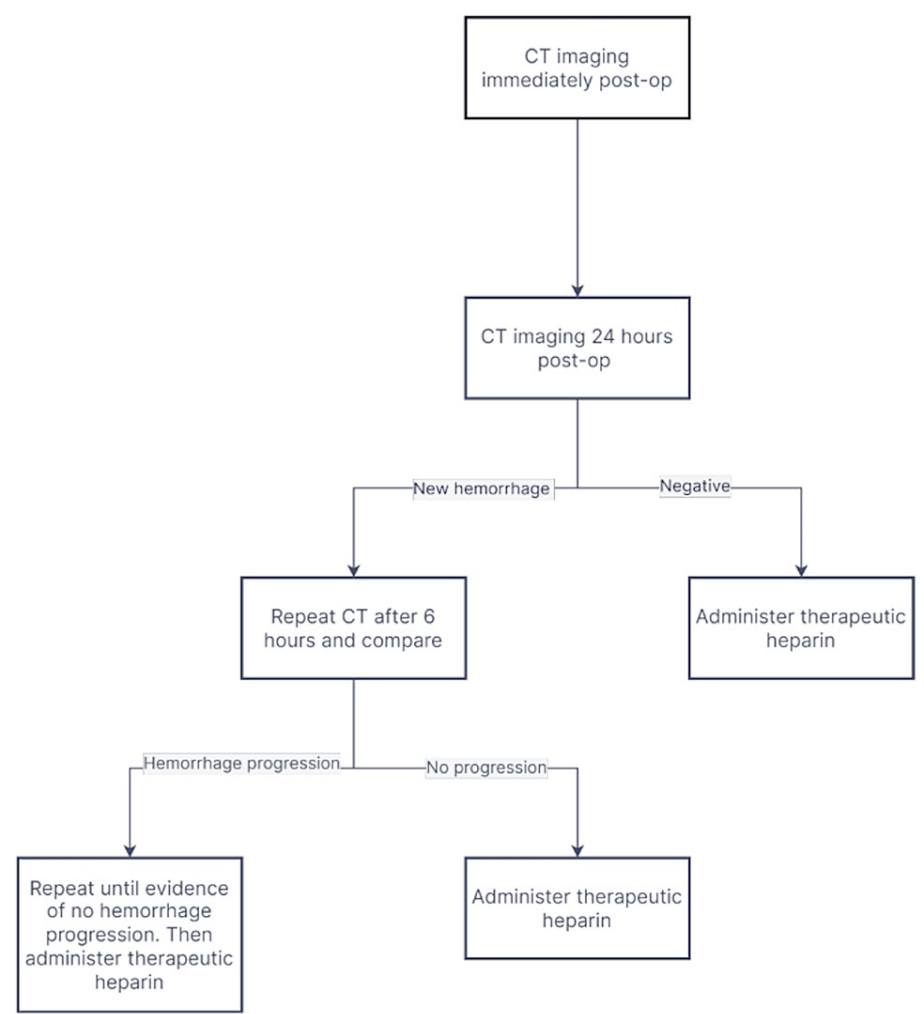 CT imaging
immediately post-op
CT imaging 24 hours
post-op
New hemorrhage
Negative
Repeat CT after 6
hours and compare
Administer therapeutic
heparin
Hemorrhage progression
No progression
Repeat until evidence
of no hemorrhage
progression. Then
administer therapeutic
heparin
Administer therapeutic
heparin